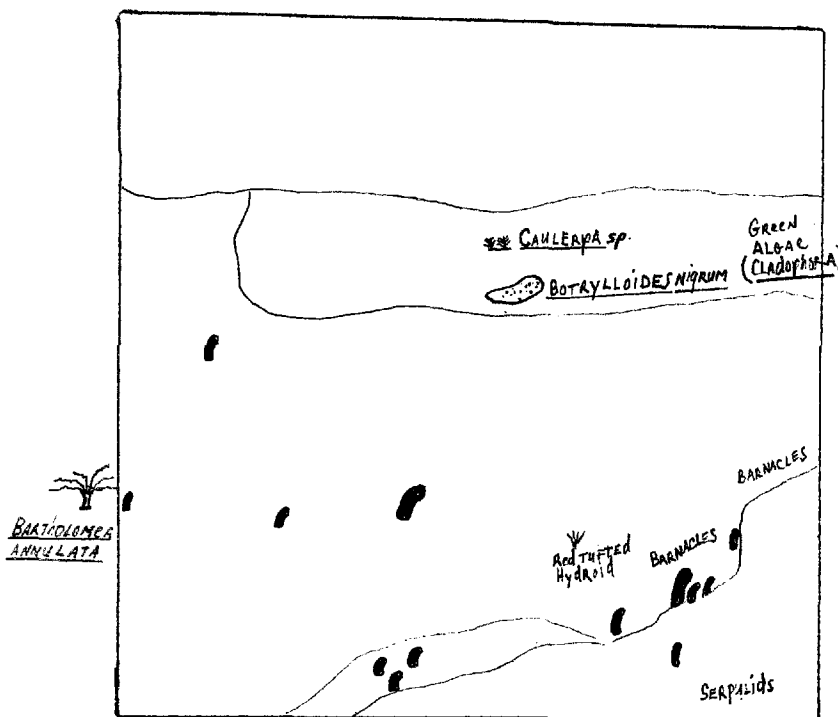 CAULERPA sp.
GREEN
ALGAE
(CLADOPHORA)
BOTRYLLOIDES NIGRUM
BARTHOLOMEA
ANNULATA
BARNACLES
Red TUFTED
HYDROID
BARNACLES
SERPULIDS